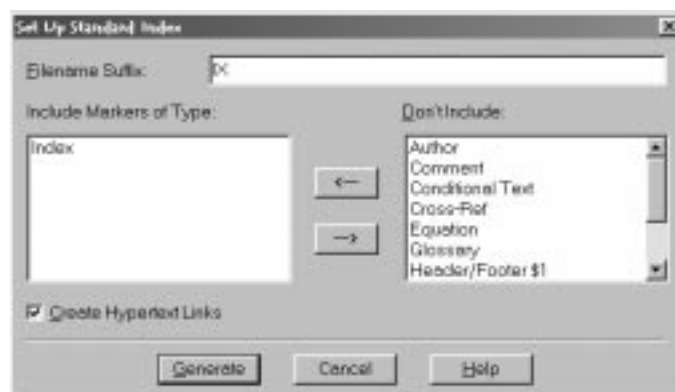 Set Up Standard Index
Filename Suffix: IX
Include Markers of Type:
Don't Include:
Index
Author
Comment
Conditional Text
Cross-Ref
Equation
Glossary
Header/Footer $1
<--
-->
Create Hypertext Links
Generate Cancel Help